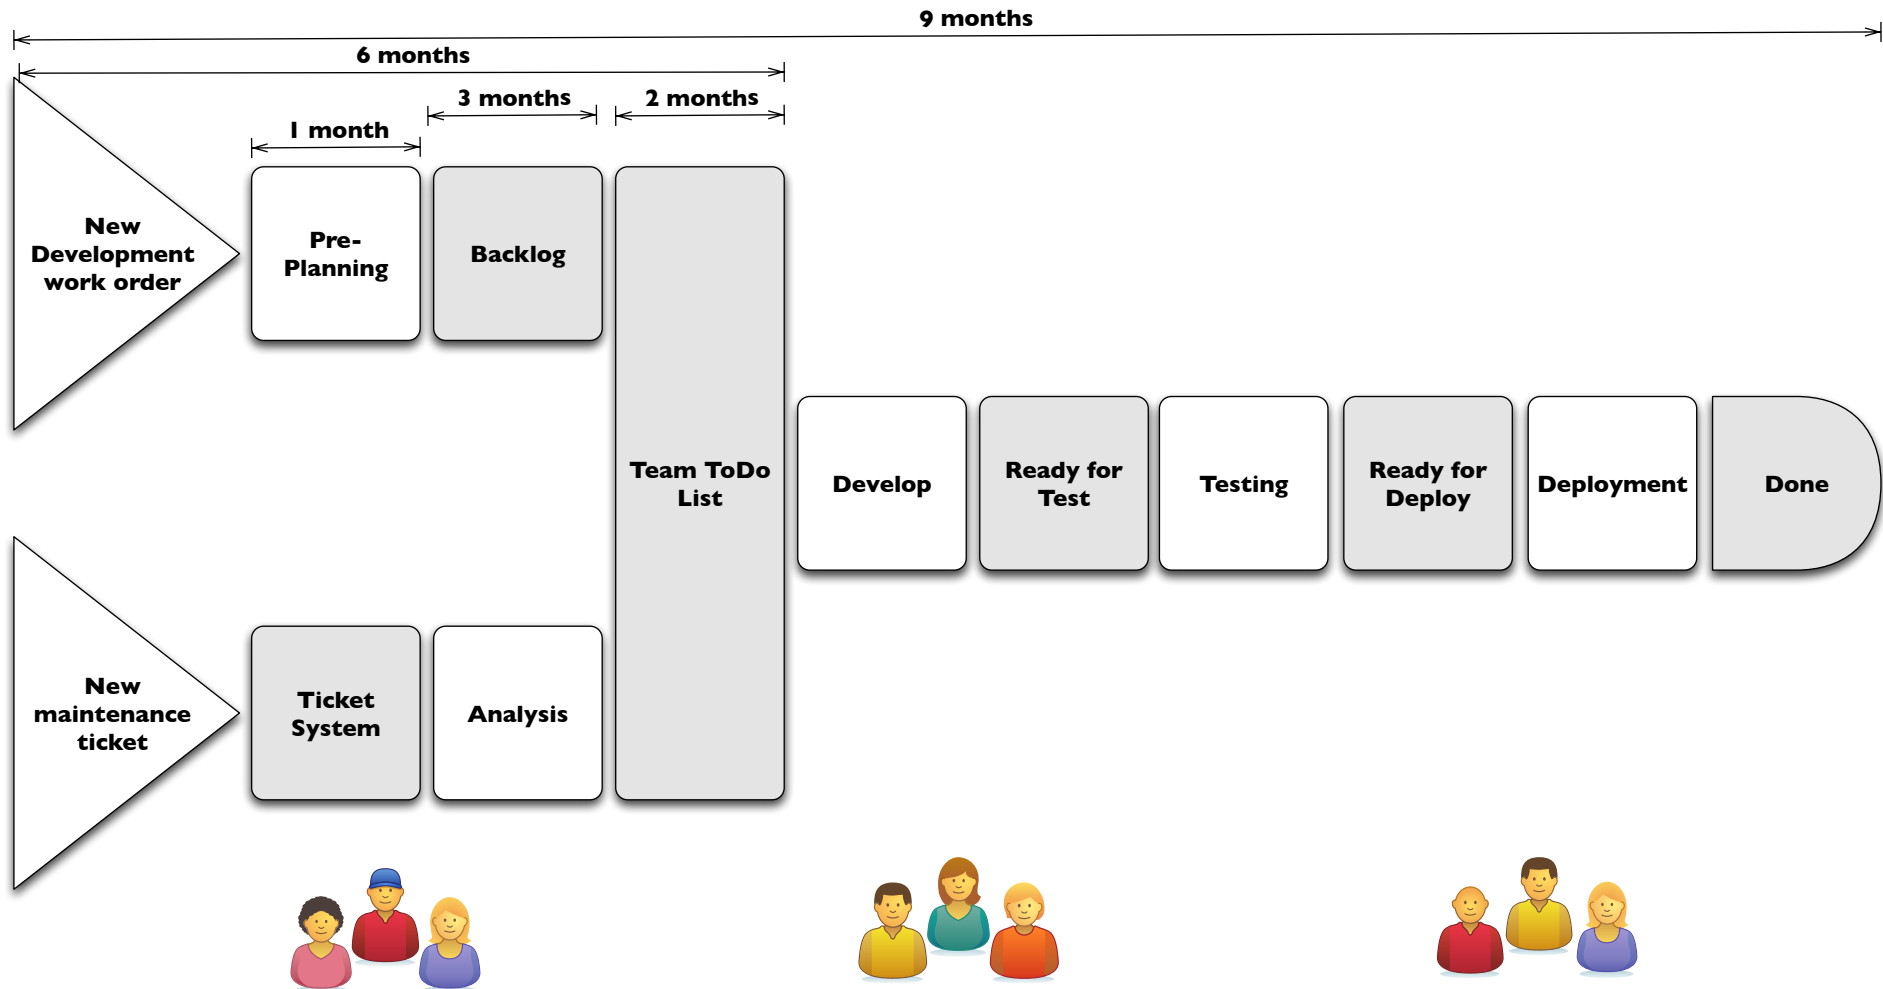 9 months
6 months
3 months
2 months
1 month
New
Development
work order
Pre-
Planning
Backlog
Team ToDo
List
Develop
Ready for
Test
Testing
Ready for
Deploy
Deployment
Done
New
maintenance
ticket
Ticket
System
Analysis